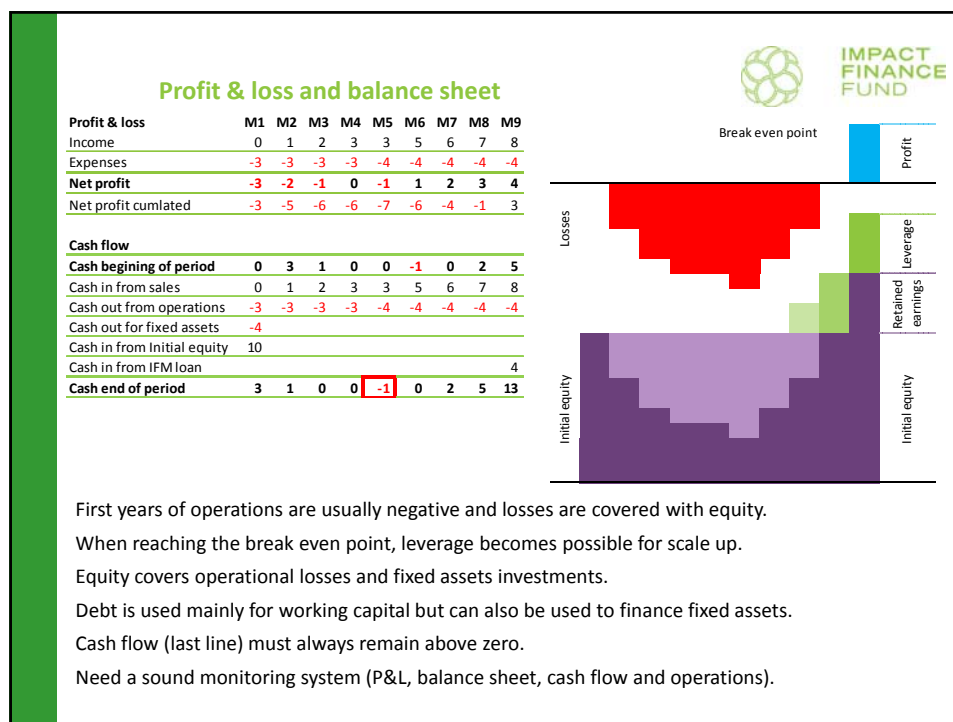 IMPACT
FINANCE
FUND
Profit & loss and balance sheet
Profit & loss M1 M2 M3 M4 M5 M6 M7 M8 M9
Income 0 1 2 3 3 5 6 7 8
Expenses -3 -3 -3 -3 -4 -4 -4 -4 -4
Net profit -3 -2 -1 0 -1 1 2 3 4
Net profit cumlated -3 -5 -6 -6 -7 -6 -4 -1 3
Cash flow
Cash begining of period 0 3 1 0 0 -1 0 2 5
Cash in from sales 0 1 2 3 3 5 6 7 8
Cash out from operations -3 -3 -3 -3 -4 -4 -4 -4 -4
Cash out for fixed assets -4
Cash in from Initial equity 10
Cash in from IFM loan 4
Cash end of period 3 1 0 0 -1 0 2 5 13
Break even point
Profit
Losses
Leverage
Retained
earnings
Initial equity
Initial equity
First years of operations are usually negative and losses are covered with equity.
When reaching the break even point, leverage becomes possible for scale up.
Equity covers operational losses and fixed assets investments.
Debt is used mainly for working capital but can also be used to finance fixed assets.
Cash flow (last line) must always remain above zero.
Need a sound monitoring system (P&L, balance sheet, cash flow and operations).